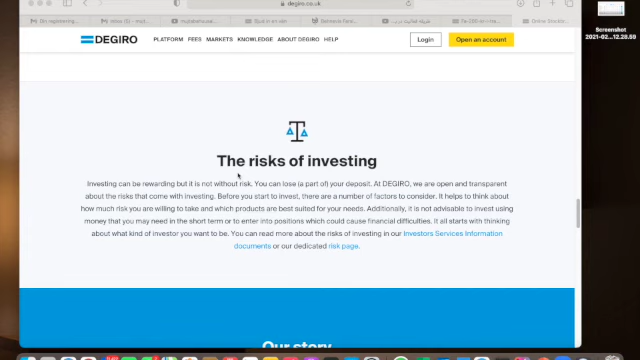 degiro.co.uk
DEGIRO PLATFORM FEES MARKETS KNOWLEDGE ABOUT DEGIRO HELP Login Open an account
Screenshot
2021-02...12.28.55
The risks of investing
Investing can be rewarding but it is not without risk. You can lose (a part of) your deposit. At DEGIRO, we are open and transparent
about the risks that come with investing. Before you start to invest, there are a number of factors to consider. It helps to think about
how much risk you are willing to take and which products are best suited for your needs. Additionally, it is not advisable to invest using
money that you may need in the short term or to enter into positions which could cause financial difficulties. It all starts with thinking
about what kind of investor you want to be. You can read more about the risks of investing in our Investors Services Information
documents or our dedicated risk page.
Our story